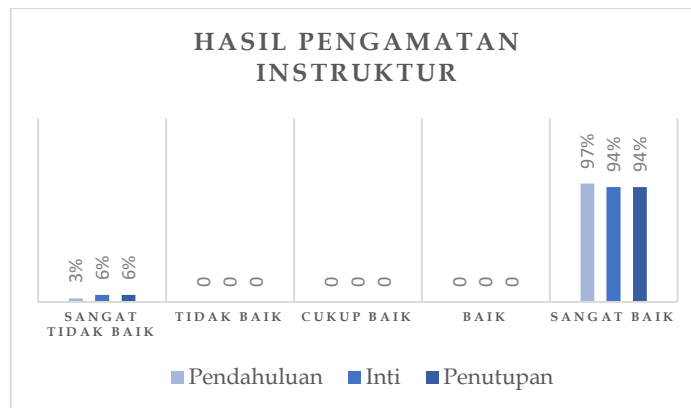 HASIL PENGAMATAN
INSTRUKTUR
3%
6%
6%
0
0
0
0
0
0
0
0
0
97%
94%
94%
SANGAT
TIDAK BAIK
TIDAK BAIK
CUKUP BAIK
BAIK
SANGAT BAIK
Pendahuluan Inti Penutupan